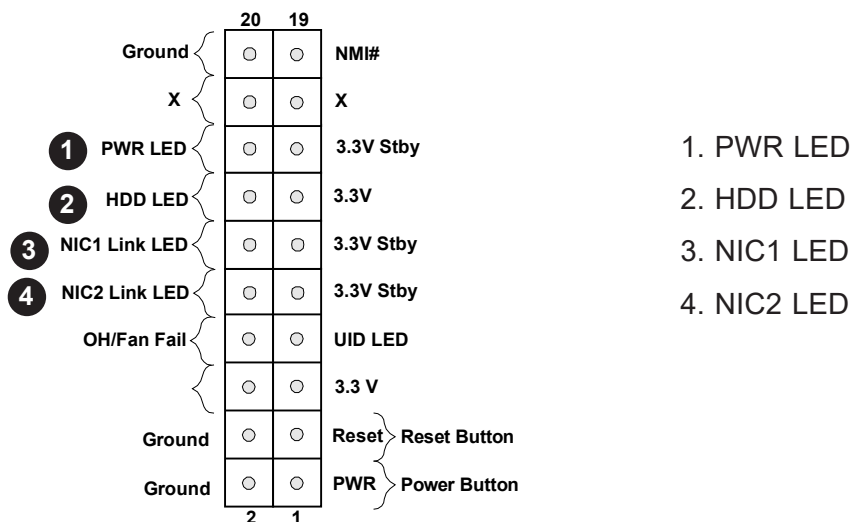 20 19
Ground NMI#
X X
1 PWR LED 3.3V Stby
2 HDD LED 3.3V
3 NIC1 Link LED 3.3V Stby
4 NIC2 Link LED 3.3V Stby
OH/Fan Fail UID LED
3.3 V
Ground Reset Reset Button
Ground PWR Power Button
2 1
1. PWR LED
2. HDD LED
3. NIC1 LED
4. NIC2 LED